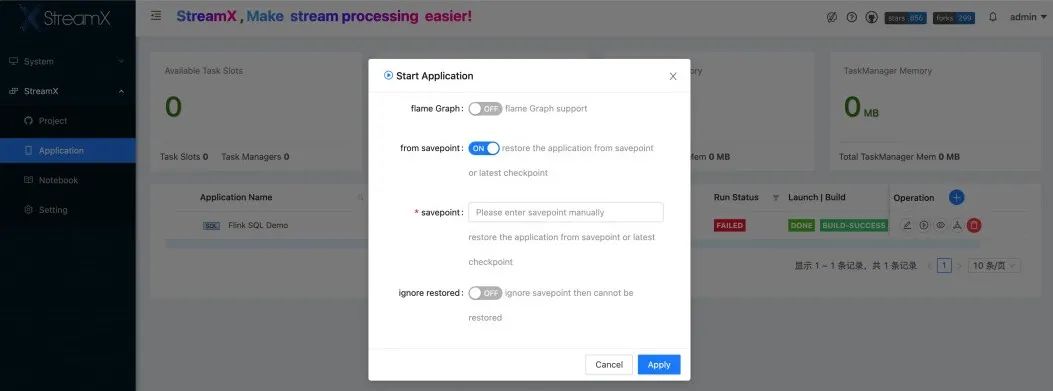 StreamX
StreamX , Make stream processing easier!
stars 856 forks 299
admin
System
StreamX
Project
Application
Notebook
Setting
Available Task Slots
0
Task Slots 0 Task Managers 0
ory
Mem 0 MB
TaskManager Memory
0 MB
Total TaskManager Mem 0 MB
Application Name
Run Status
Launch | Build
Operation
SQL Flink SQL Demo
FAILED
DONE BUILD-SUCCESS
显示 1 ~ 1 条记录，共 1 条记录
1
10 条/页
Start Application
flame Graph : OFF flame Graph support
from savepoint : ON restore the application from savepoint
or latest checkpoint
* savepoint : Please enter savepoint manually
restore the application from savepoint or latest
checkpoint
ignore restored : OFF ignore savepoint then cannot be
restored
Cancel Apply